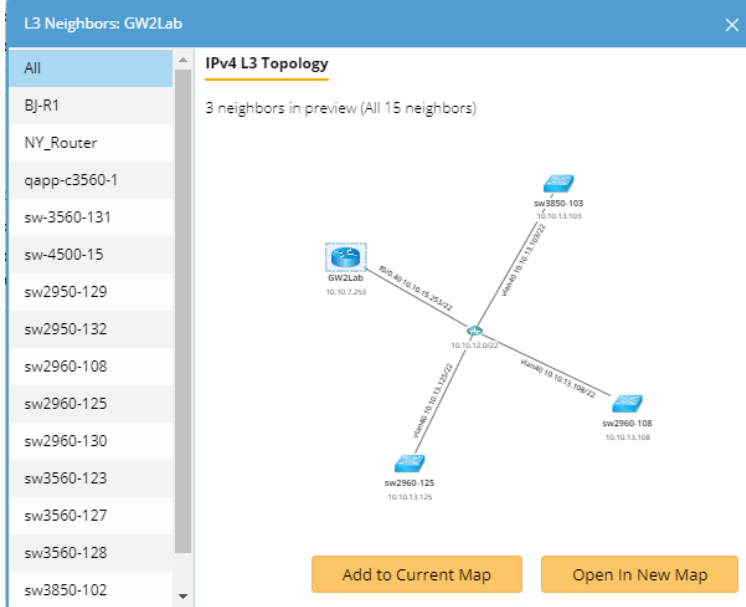 L3 Neighbors: GW2Lab
All
BJ-R1
NY_Router
qapp-c3560-1
sw-3560-131
sw-4500-15
sw2950-129
sw2950-132
sw2960-108
sw2960-125
sw2960-130
sw3560-123
sw3560-127
sw3560-128
sw3850-102
IPv4 L3 Topology
3 neighbors in preview (All 15 neighbors)
sw3850-103
10.10.13.103
vlan40 10.10.13.103/22
GW2Lab
10.10.7.253
f0/0.40 10.10.15.253/22
10.10.12.0/22
vlan40 10.10.13.108/22
sw2960-108
10.10.13.108
vlan40 10.10.13.125/22
sw2960-125
10.10.13.125
Add to Current Map
Open In New Map